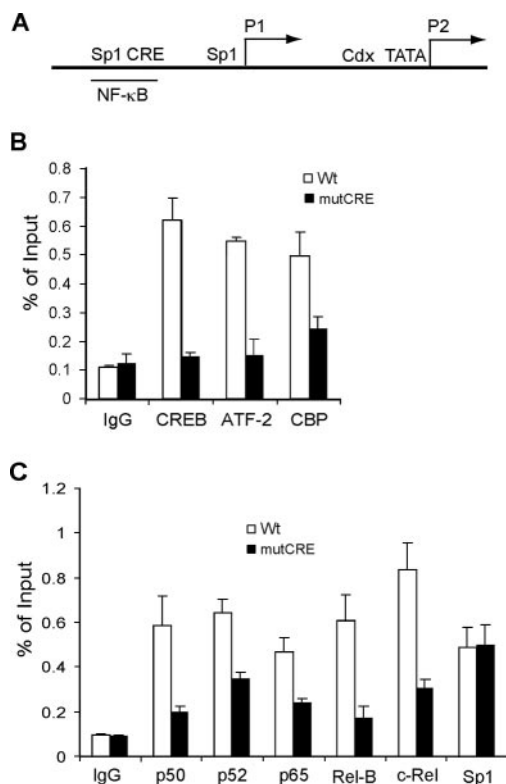 A
P1
P2
Sp1 CRE
Sp1
Cdx TATA
NF-κB
B
Wt
mutCRE
% of Input
0.8
0.7
0.6
0.5
0.4
0.3
0.2
0.1
0
IgG CREB ATF-2 CBP
C
Wt
mutCRE
% of Input
1.2
1
0.8
0.6
0.4
0.2
0
IgG p50 p52 p65 Rel-B c-Rel Sp1